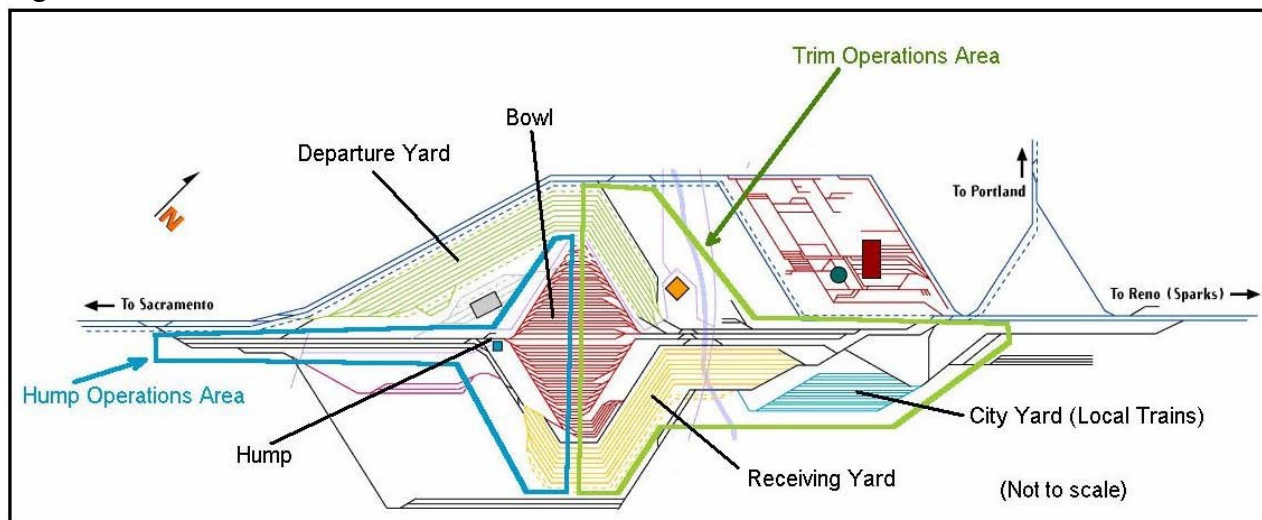 Trim Operations Area
Bowl
Departure Yard
To Portland
N
To Sacramento
To Reno (Sparks)
Hump Operations Area
City Yard (Local Trains)
Hump
Receiving Yard
(Not to scale)